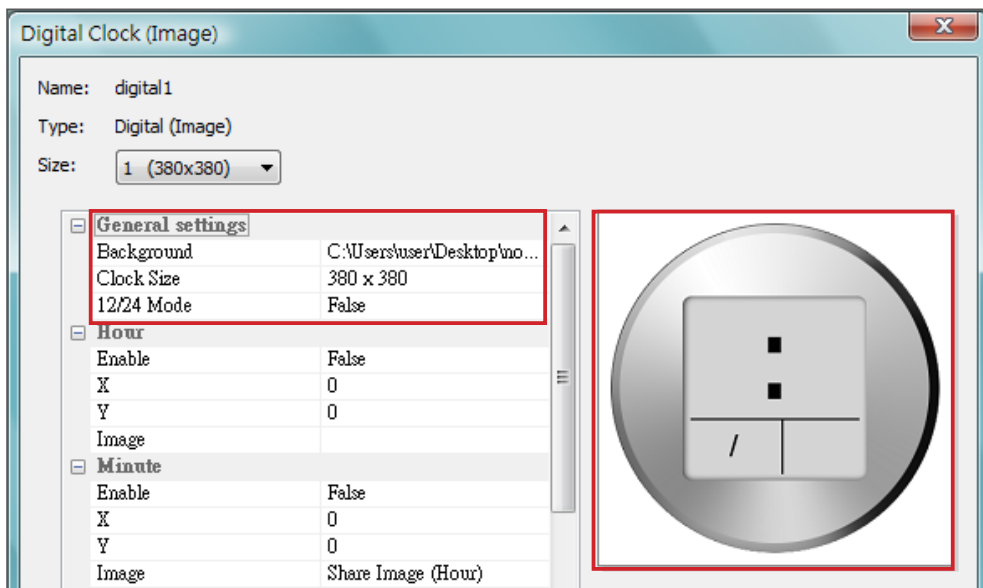 Digital Clock (Image)
Name: digital1
Type: Digital (Image)
Size: 1 (380x380)
General settings
Background C:\Users\user\Desktop\no...
Clock Size 380 x 380
12/24 Mode False
Hour
Enable False
X 0
Y 0
Image
Minute
Enable False
X 0
Y 0
Image Share Image (Hour)
:
/